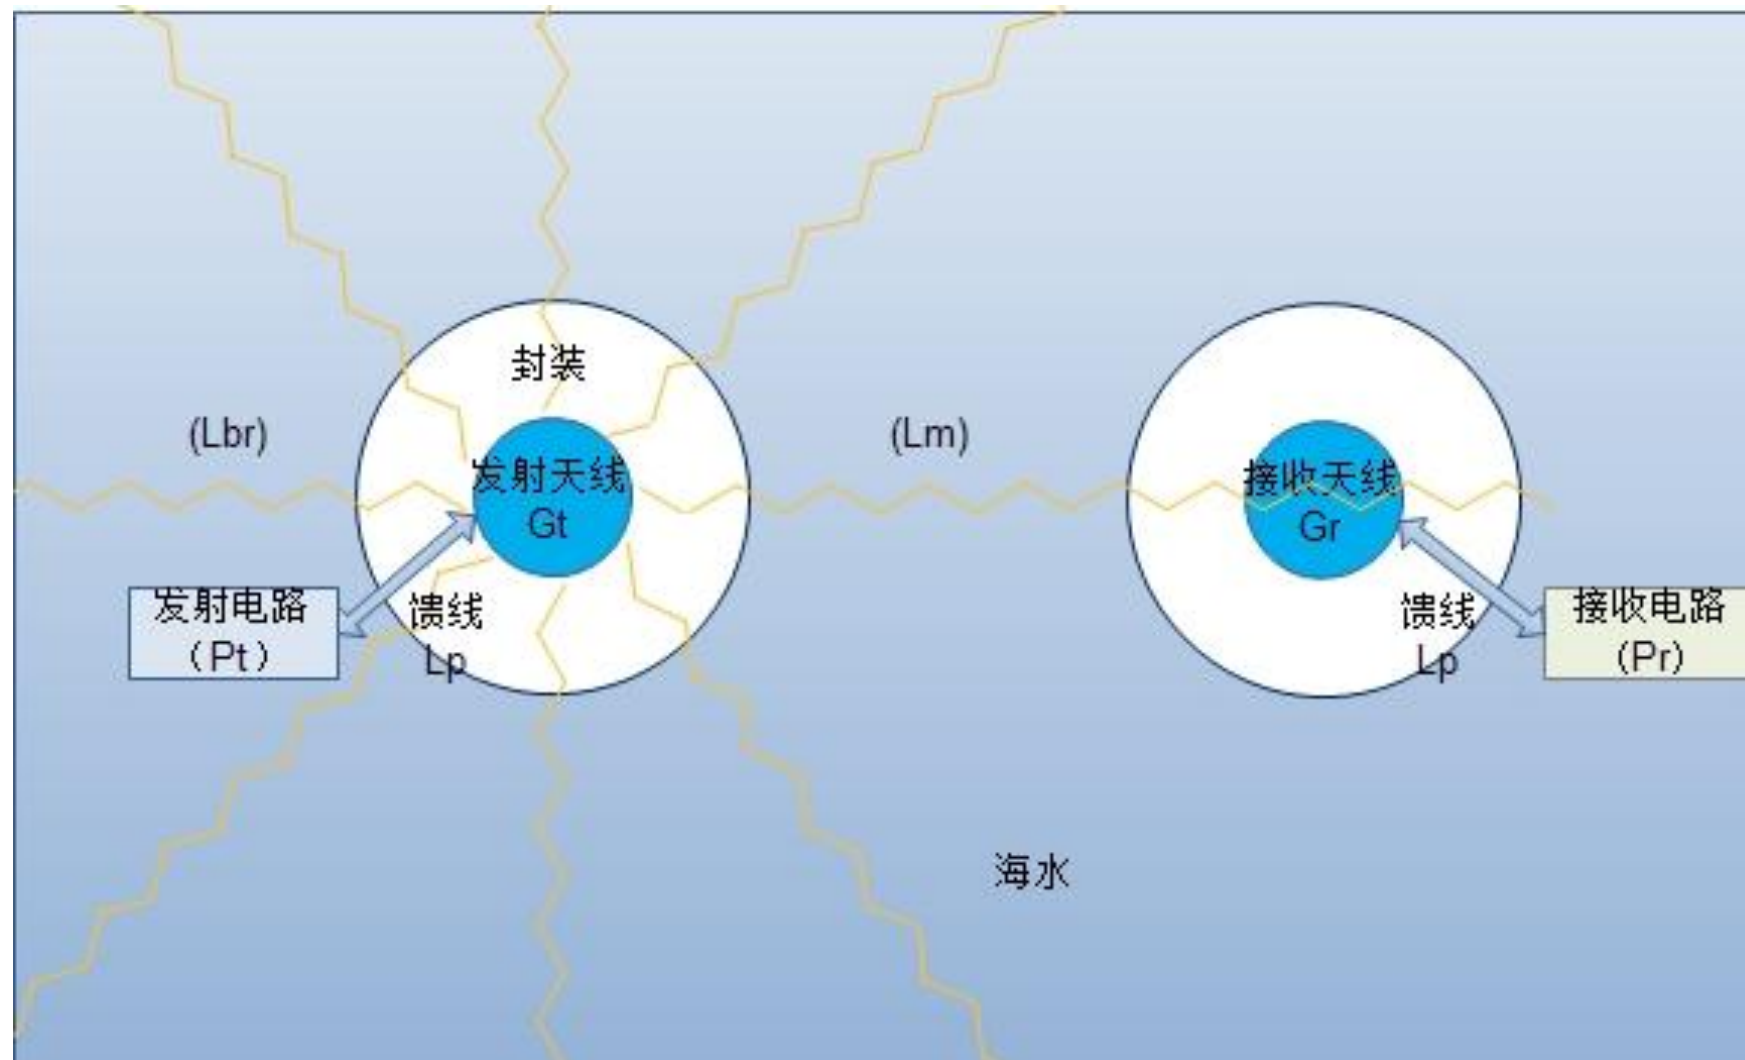 封装
(Lbr)
(Lm)
发射天线
Gt
接收天线
Gr
发射电路
（Pt）
馈线
Lp
馈线
Lp
接收电路
（Pr）
海水